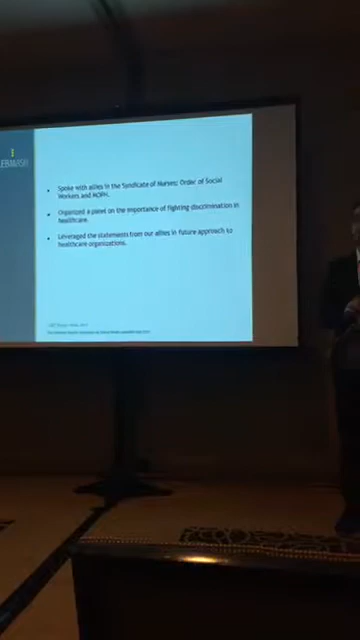 LEBMASH
Spoke with allies in the Syndicate of Nurses; Order of Social
Workers and MOPH.
Organized a panel on the importance of fighting discrimination in
healthcare.
Leveraged the statements from our allies in future approach to
healthcare organizations.